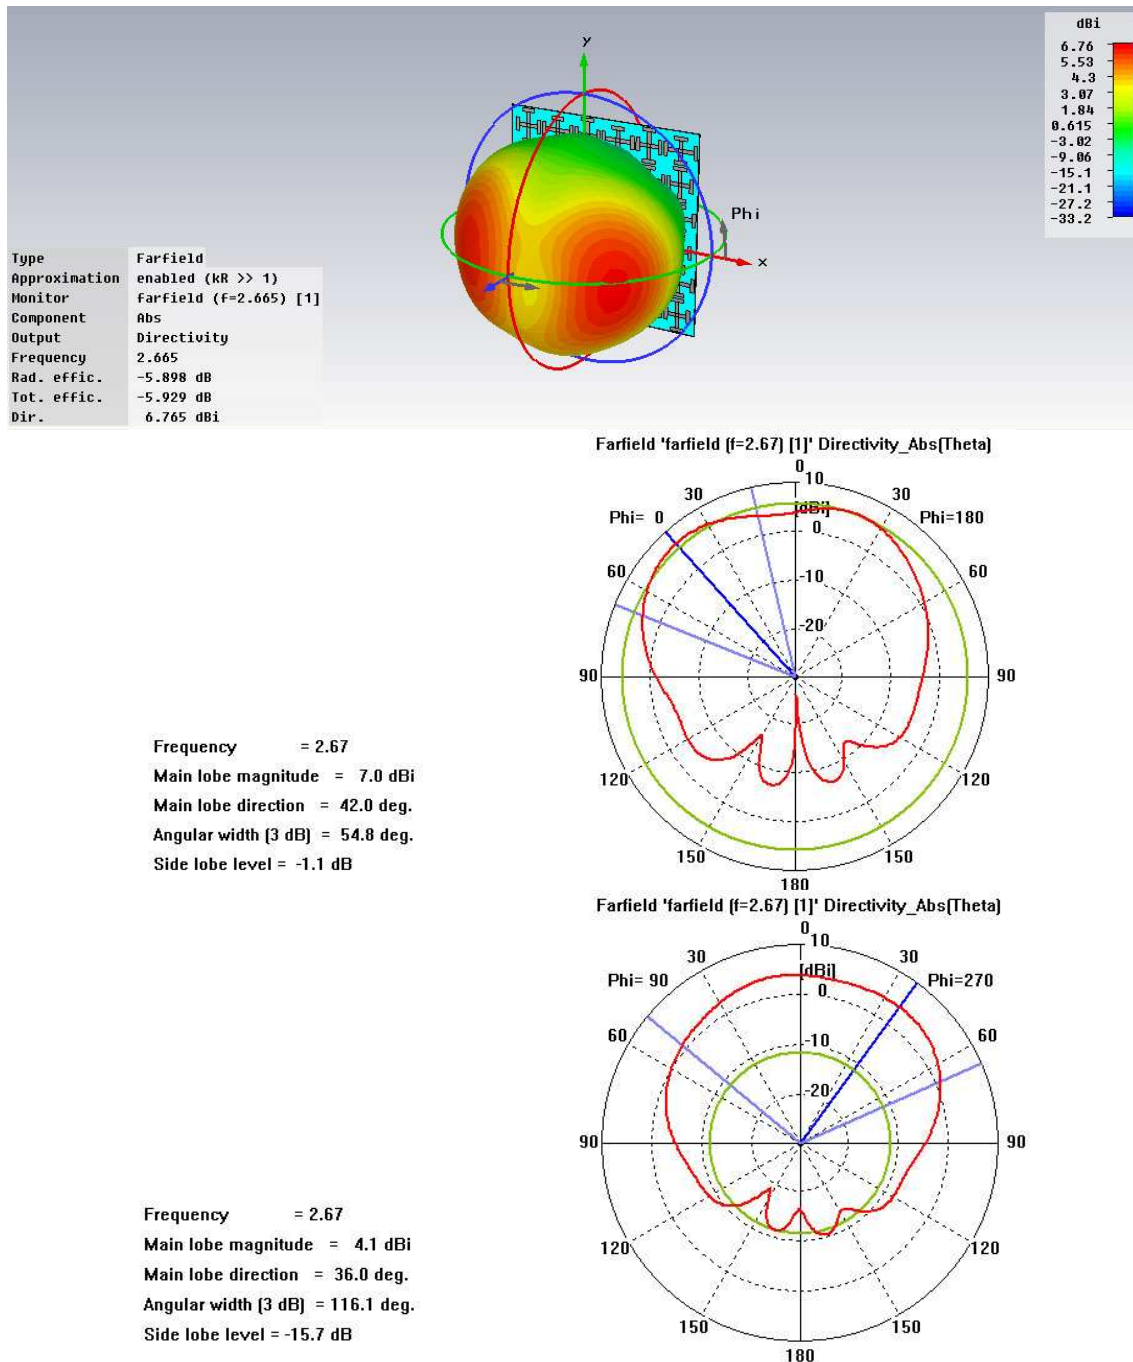 dBi
6.76
5.53
4.3
3.07
1.84
0.615
-3.02
-9.06
-15.1
-21.1
-27.2
-33.2
y
Phi
x
Type Farfield
Approximation enabled (kR >> 1)
Monitor farfield (f=2.665) [1]
Component Abs
Output Directivity
Frequency 2.665
Rad. effic. -5.898 dB
Tot. effic. -5.929 dB
Dir. 6.765 dBi
Farfield 'farfield (f=2.67) [1]' Directivity_Abs(Theta)
0
10
30 30
Phi= 0 [dBi] Phi=180
0
60 60
-10
-20
90 90
120 120
150 150
180
Frequency = 2.67
Main lobe magnitude = 7.0 dBi
Main lobe direction = 42.0 deg.
Angular width (3 dB) = 54.8 deg.
Side lobe level = -1.1 dB
Farfield 'farfield (f=2.67) [1]' Directivity_Abs(Theta)
0
10
30 30
Phi= 90 [dBi] Phi=270
0
60 60
-10
-20
90 90
120 120
150 150
180
Frequency = 2.67
Main lobe magnitude = 4.1 dBi
Main lobe direction = 36.0 deg.
Angular width (3 dB) = 116.1 deg.
Side lobe level = -15.7 dB